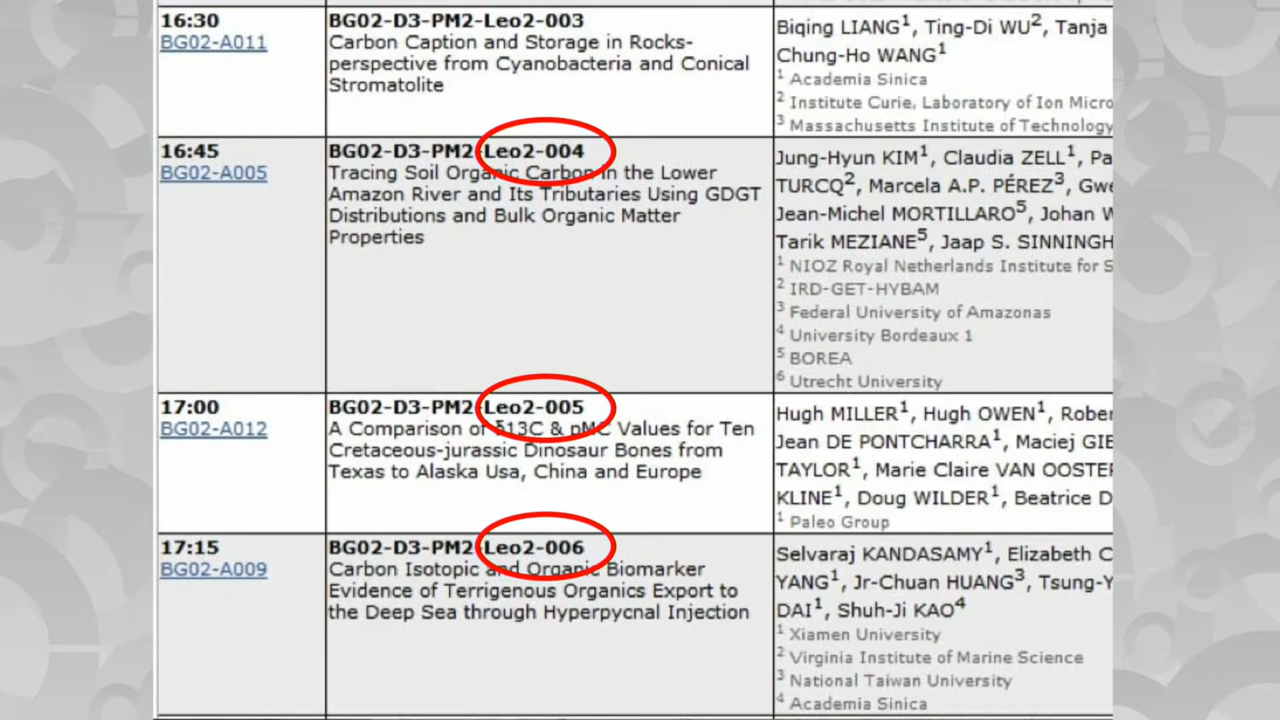 16:30
BG02-A011
BG02-D3-PM2-Leo2-003
Carbon Caption and Storage in Rocks-
perspective from Cyanobacteria and Conical
Stromatolite
Biqing LIANG1, Ting-Di WU2, Tanja
Chung-Ho WANG1
1 Academia Sinica
2 Institute Curie, Laboratory of Ion Micro
3 Massachusetts Institute of Technology
16:45
BG02-A005
BG02-D3-PM2-Leo2-004
Tracing Soil Organic Carbon in the Lower
Amazon River and Its Tributaries Using GDGT
Distributions and Bulk Organic Matter
Properties
Jung-Hyun KIM1, Claudia ZELL1, Pa
TURCQ2, Marcela A.P. PÉREZ3, Gwe
Jean-Michel MORTILLARO5, Johan W
Tarik MEZIANE5, Jaap S. SINNINGH
1 NIOZ Royal Netherlands Institute for S
2 IRD-GET-HYBAM
3 Federal University of Amazonas
4 University Bordeaux 1
5 BOREA
6 Utrecht University
17:00
BG02-A012
BG02-D3-PM2-Leo2-005
A Comparison of δ13C & pMC Values for Ten
Cretaceous-jurassic Dinosaur Bones from
Texas to Alaska Usa, China and Europe
Hugh MILLER1, Hugh OWEN1, Rober
Jean DE PONTCHARRA1, Maciej GIE
TAYLOR1, Marie Claire VAN OOSTER
KLINE1, Doug WILDER1, Beatrice D
1 Paleo Group
17:15
BG02-A009
BG02-D3-PM2-Leo2-006
Carbon Isotopic and Organic Biomarker
Evidence of Terrigenous Organics Export to
the Deep Sea through Hyperpycnal Injection
Selvaraj KANDASAMY1, Elizabeth C
YANG1, Jr-Chuan HUANG3, Tsung-Y
DAI1, Shuh-Ji KAO4
1 Xiamen University
2 Virginia Institute of Marine Science
3 National Taiwan University
4 Academia Sinica